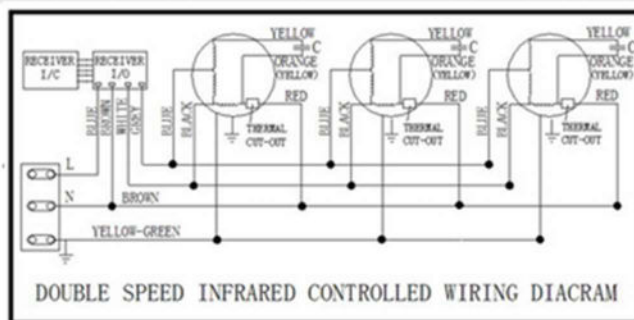 YELLOW
C
ORANGE
(YELLOW)
RED
BLUE
BLACK
THERMAL
CUT-OUT
YELLOW
C
ORANGE
(YELLOW)
RED
BLUE
BLACK
THERMAL
CUT-OUT
YELLOW
C
ORANGE
(YELLOW)
RED
BLUE
BLACK
THERMAL
CUT-OUT
RECEIVER
I/C
RECEIVER
I/O
BLUE
BROWN
WHITE
GREY
L
N
BROWN
YELLOW-GREEN
DOUBLE SPEED INFRARED CONTROLLED WIRING DIACRAM